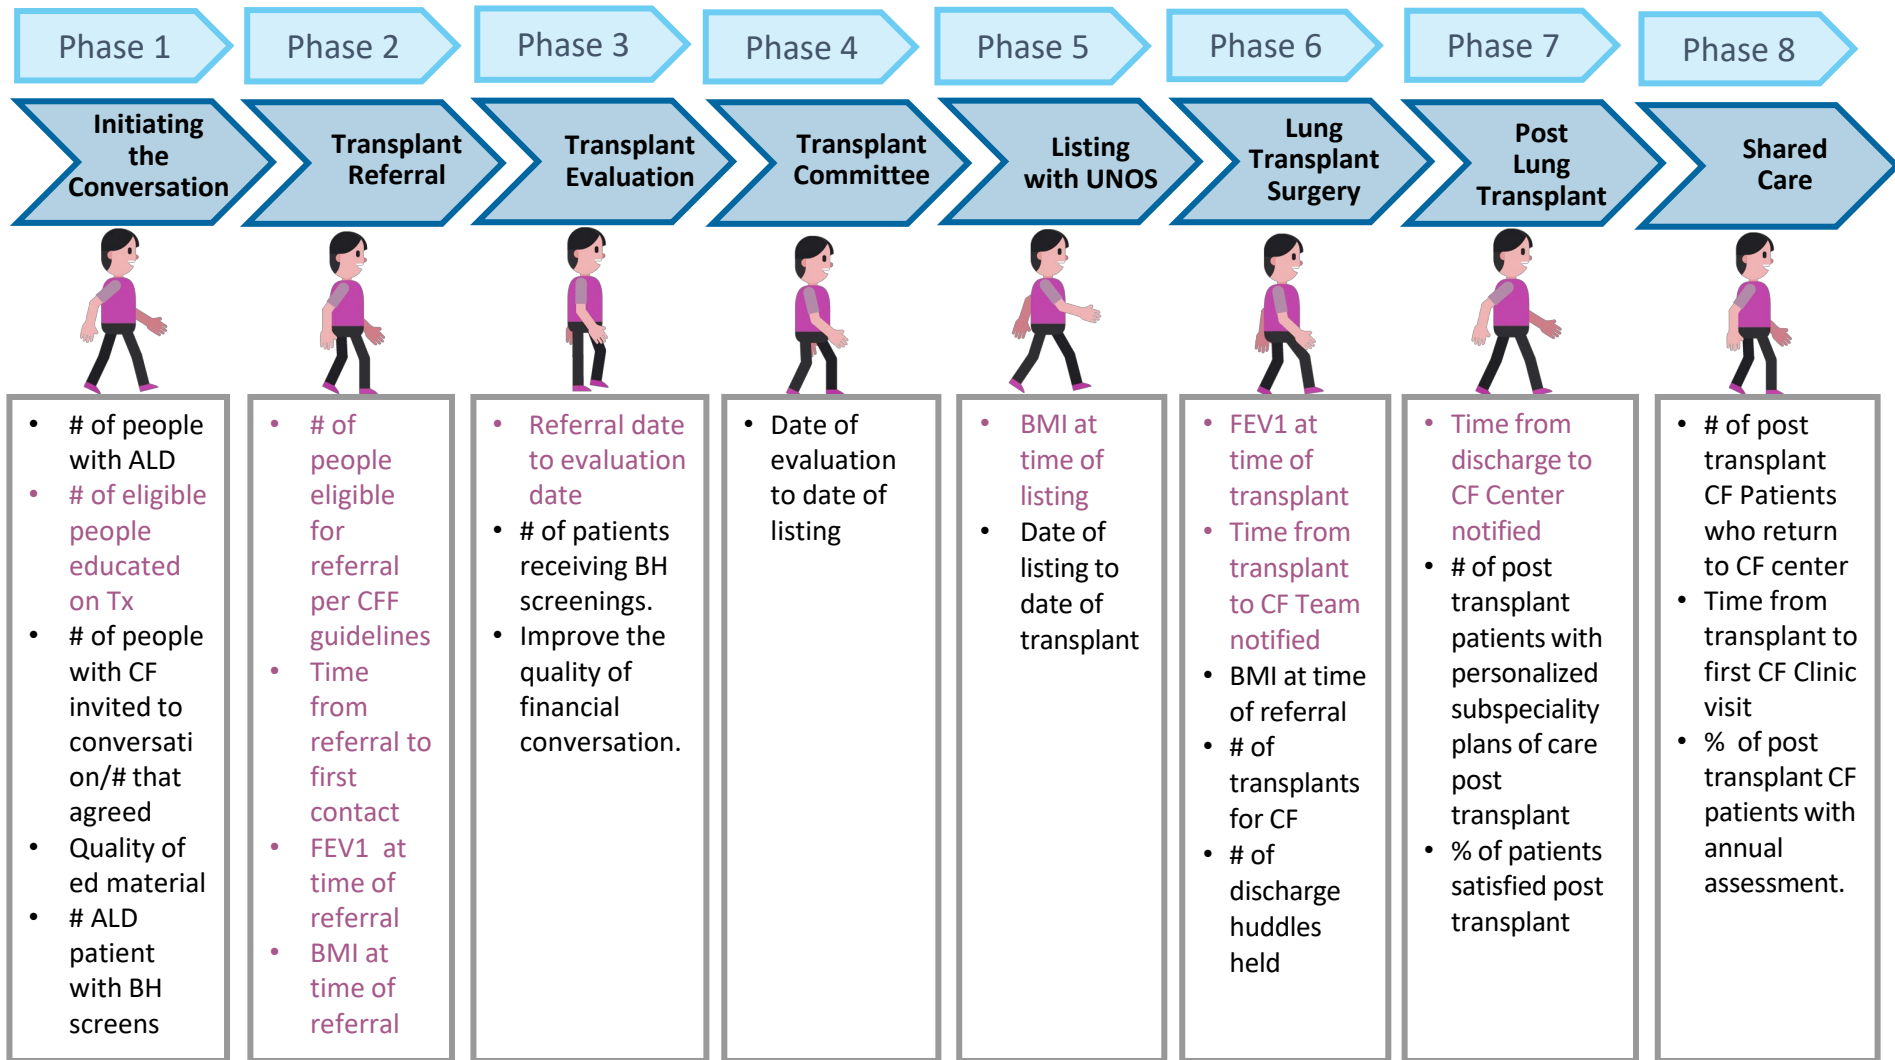 Phase 1
Phase 2
Phase 3
Phase 4
Phase 5
Phase 6
Phase 7
Phase 8
Initiating
the
Conversation
Transplant
Referral
Transplant
Evaluation
Transplant
Committee
Listing
with UNOS
Lung
Transplant
Surgery
Post
Lung
Transplant
Shared
Care
• # of people
with ALD
• # of eligible
people
educated
on Tx
• # of people
with CF
invited to
conversati
on/# that
agreed
• Quality of
ed material
• # ALD
patient
with BH
screens
• # of
people
eligible
for
referral
per CFF
guidelines
• Time
from
referral to
first
contact
• FEV1 at
time of
referral
• BMI at
time of
referral
• Referral date
to evaluation
date
• # of patients
receiving BH
screenings.
• Improve the
quality of
financial
conversation.
• Date of
evaluation
to date of
listing
• BMI at
time of
listing
• Date of
listing to
date of
transplant
• FEV1 at
time of
transplant
• Time from
transplant
to CF Team
notified
• BMI at time
of referral
• # of
transplants
for CF
• # of
discharge
huddles
held
• Time from
discharge to
CF Center
notified
• # of post
transplant
patients with
personalized
subspeciality
plans of care
post
transplant
• % of patients
satisfied post
transplant
• # of post
transplant
CF Patients
who return
to CF center
• Time from
transplant to
first CF Clinic
visit
• % of post
transplant CF
patients with
annual
assessment.